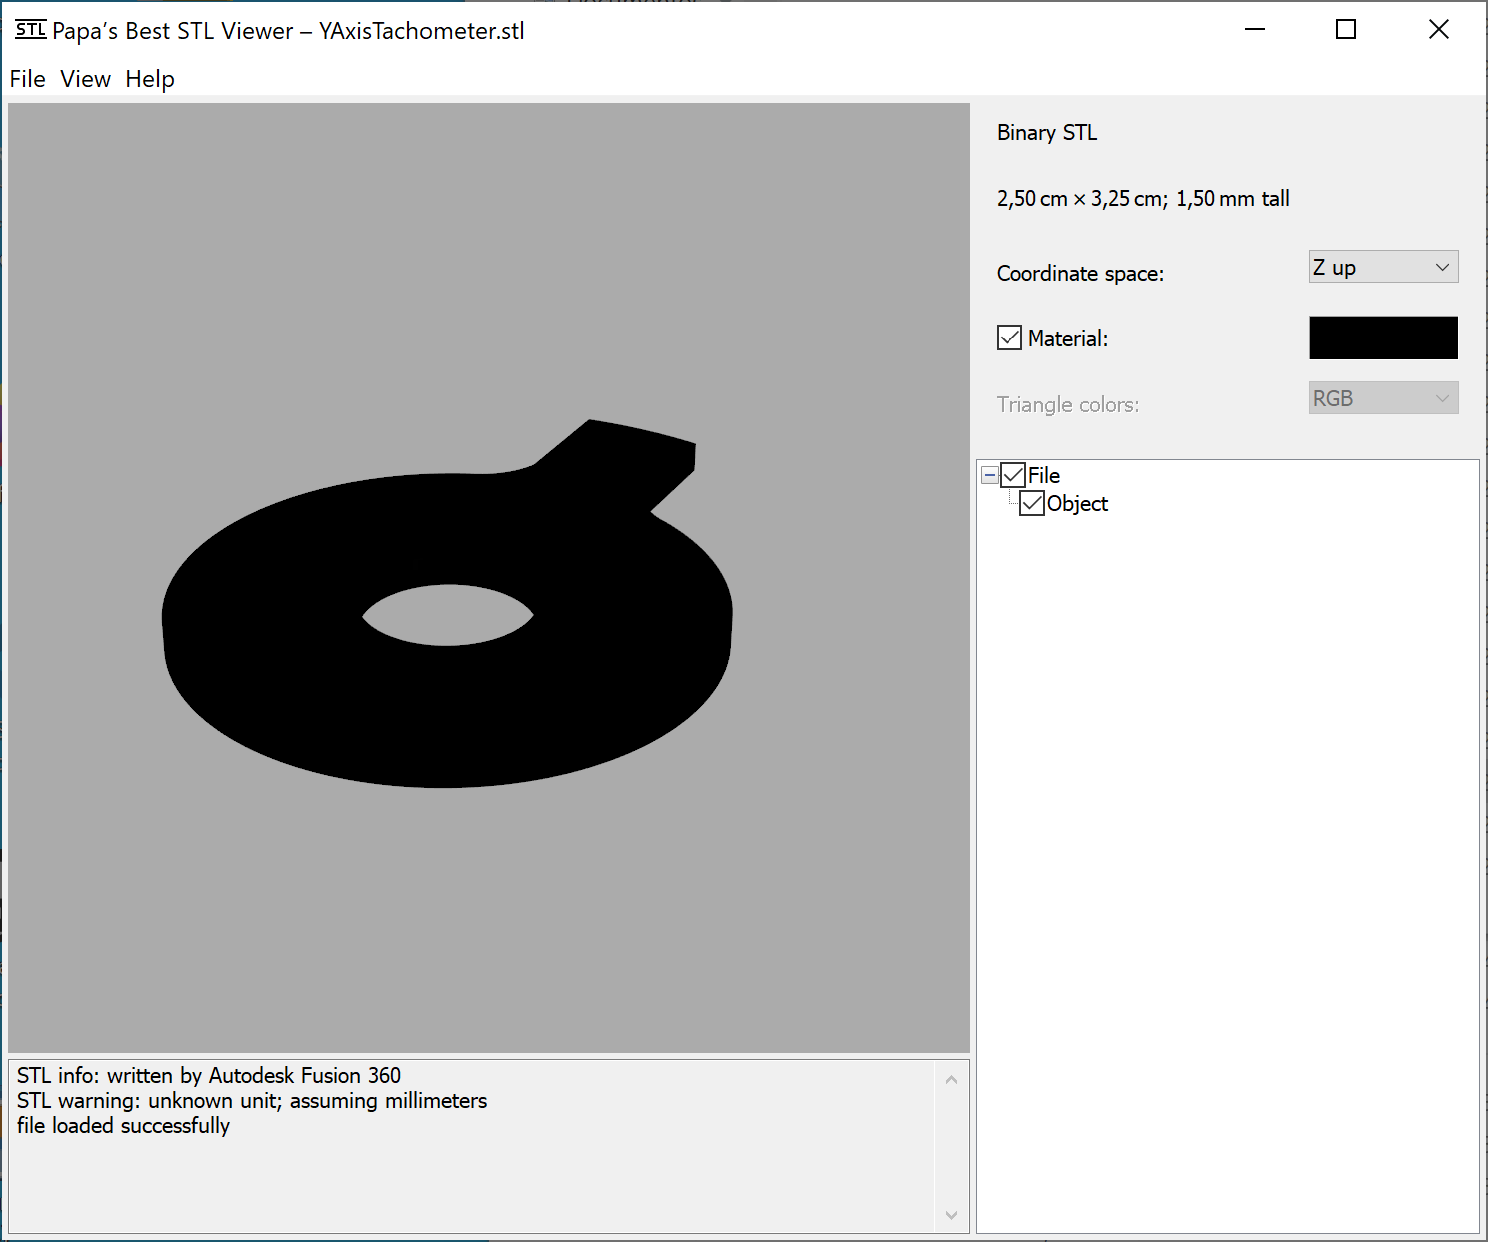 STL Papa’s Best STL Viewer – YAxisTachometer.stl
File View Help
Binary STL
2,50 cm × 3,25 cm; 1,50 mm tall
Coordinate space: Z up
Material:
Triangle colors: RGB
File
Object
STL info: written by Autodesk Fusion 360
STL warning: unknown unit; assuming millimeters
file loaded successfully